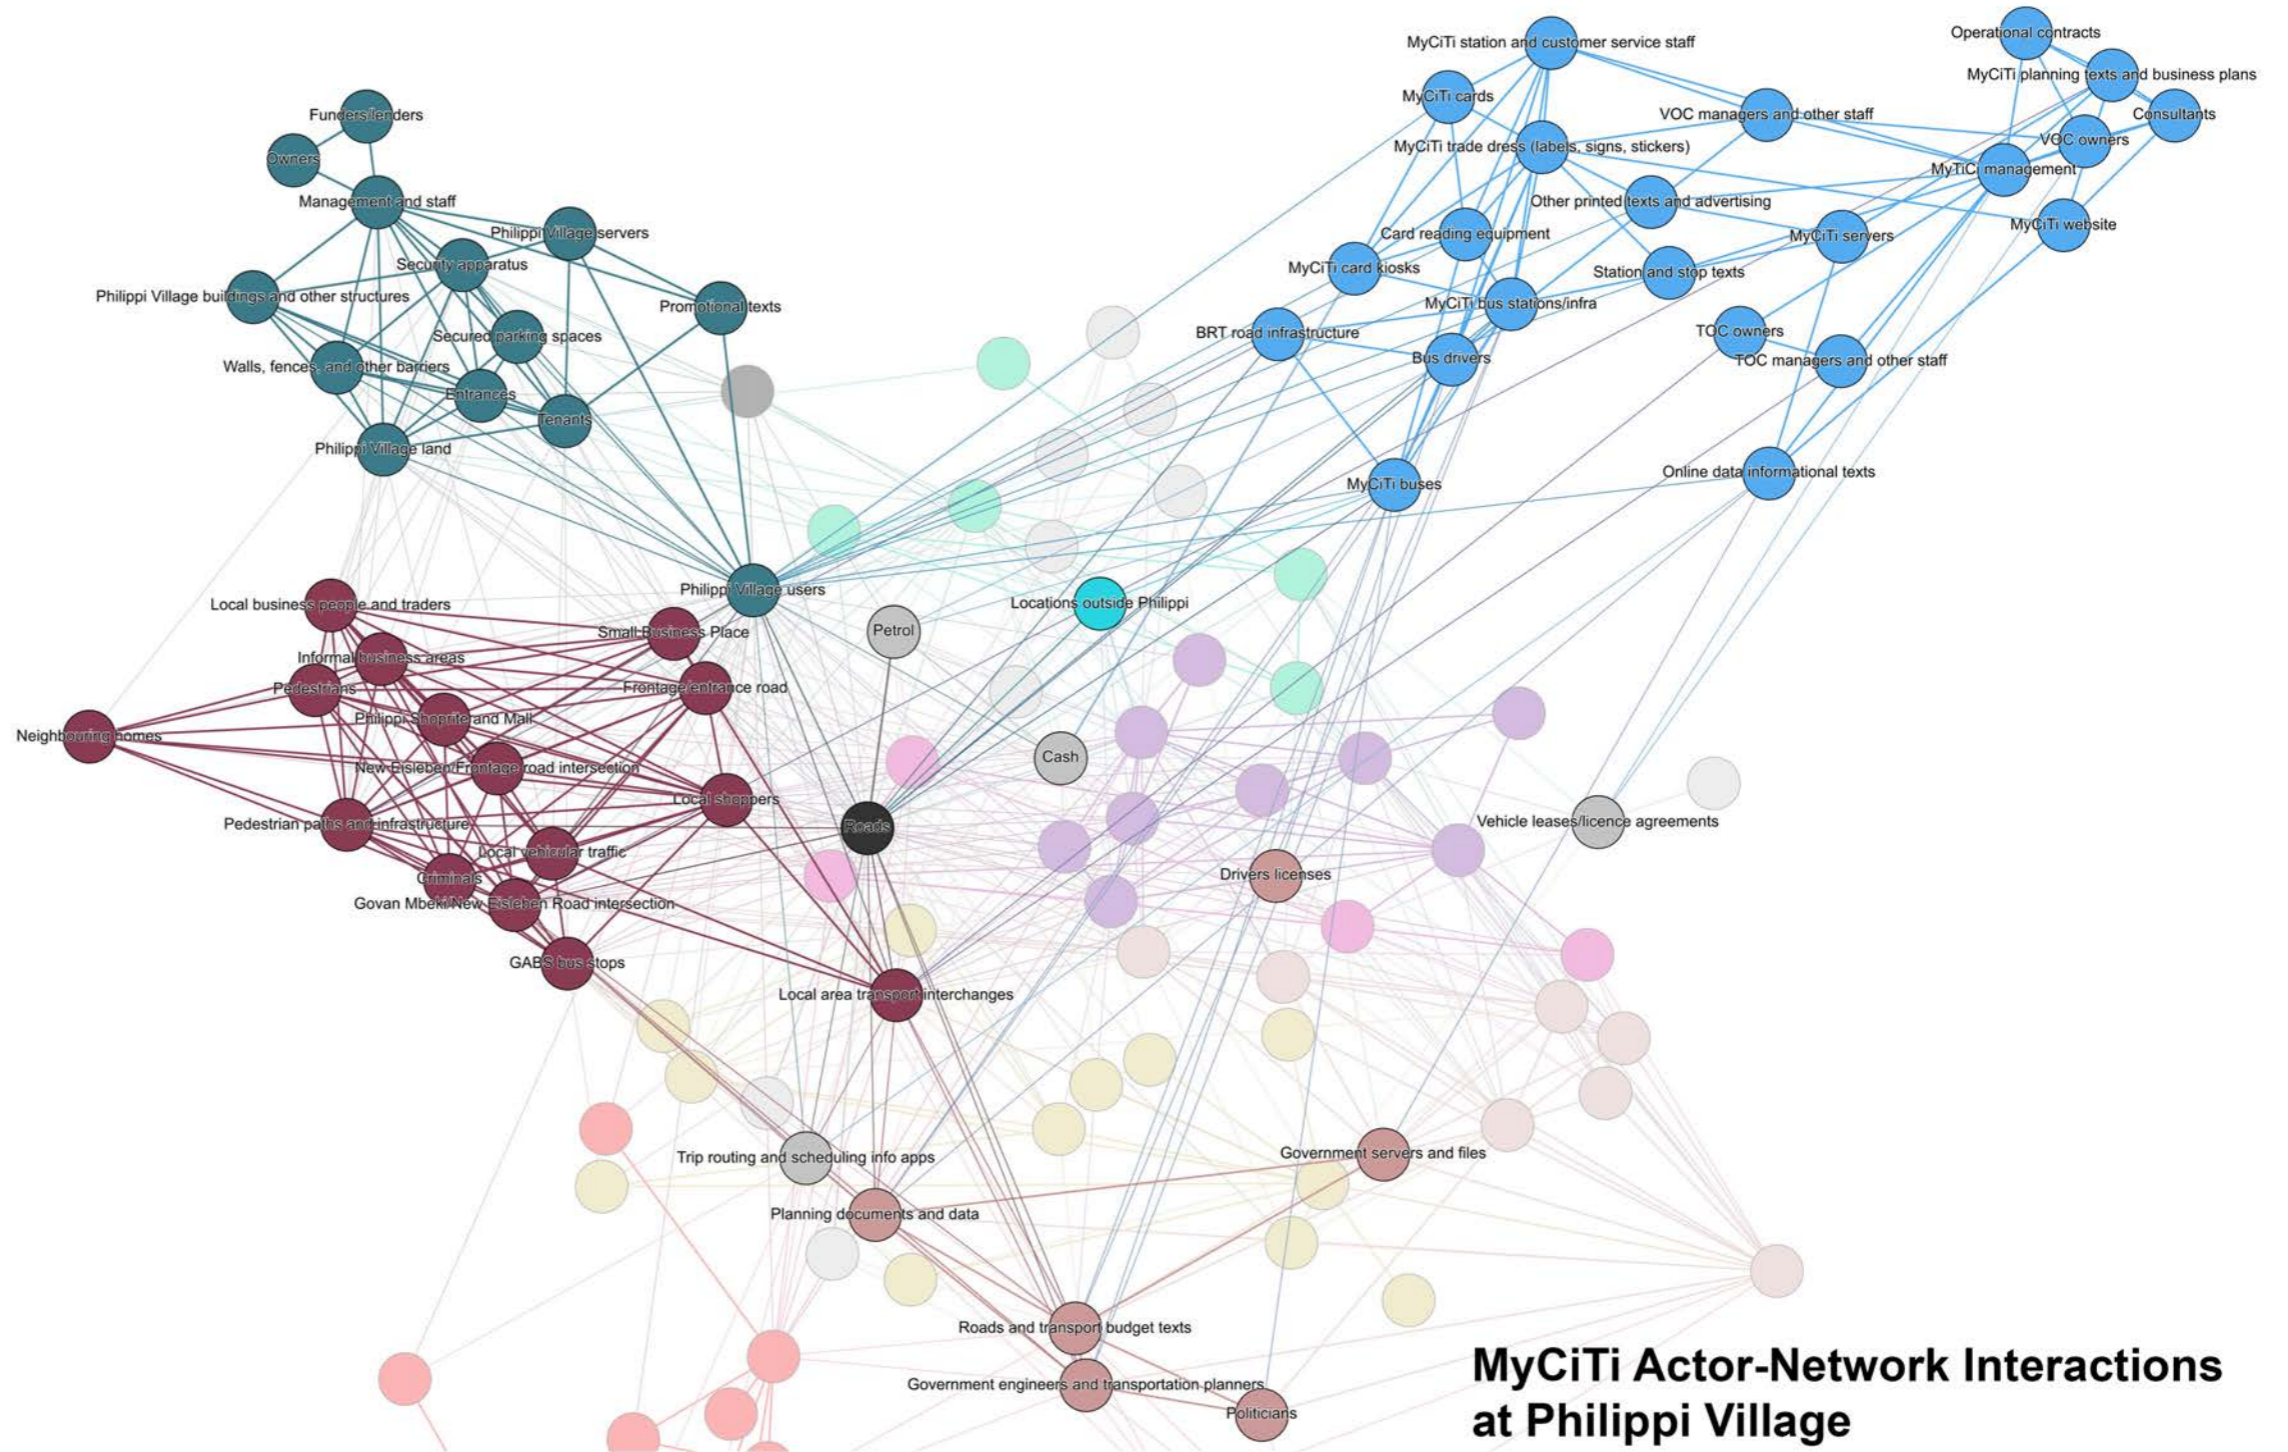 MyCiTi station and customer service staff
Operational contracts
MyCiTi planning texts and business plans
MyCiTi cards
Funders/lenders
VOC managers and other staff
Consultants
VOC owners
MyCiTi trade dress (labels, signs, stickers)
Owners
MyTiCi management
Management and staff
Other printed texts and advertising
MyCiTi website
Philippi Village servers
Card reading equipment
MyCiTi servers
Security apparatus
MyCiTi card kiosks
Station and stop texts
Philippi Village buildings and other structures
MyCiTi bus stations/infra
Promotional texts
BRT road infrastructure
TOC owners
Secured parking spaces
Bus drivers
TOC managers and other staff
Walls, fences, and other barriers
Entrances
Tenants
Philippi Village land
Online data informational texts
MyCiTi buses
Philippi Village users
Local business people and traders
Locations outside Philippi
Small Business Place
Petrol
Informal business areas
Pedestrians
Frontage/entrance road
Philippi Shoprite and Mall
Neighbouring homes
Cash
New Eisleben/Frontage road intersection
Local shoppers
Vehicle leases/licence agreements
Pedestrian paths and infrastructure
Roads
Local vehicular traffic
Drivers licenses
Criminals
Govan Mbeki/New Eisleben Road intersection
GABS bus stops
Local area transport interchanges
Government servers and files
Trip routing and scheduling info apps
Planning documents and data
Roads and transport budget texts
Government engineers and transportation planners
Politicians
MyCiTi Actor-Network Interactions
at Philippi Village